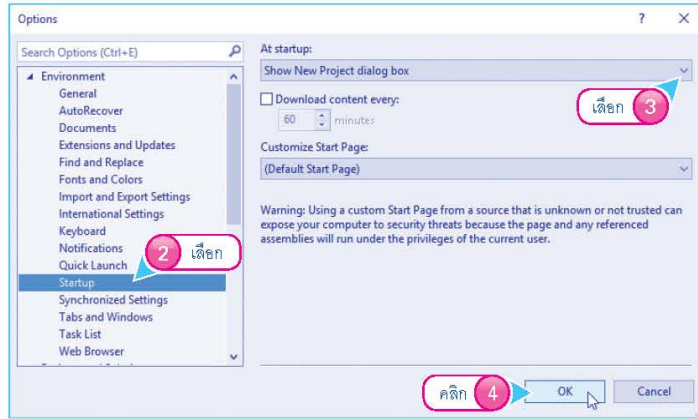 Options
? X
Search Options (Ctrl+E)
Environment
General
AutoRecover
Documents
Extensions and Updates
Find and Replace
Fonts and Colors
Import and Export Settings
International Settings
Keyboard
Notifications
Quick Launch
Startup
Synchronized Settings
Tabs and Windows
Task List
Web Browser
2 เลือก
At startup:
Show New Project dialog box
เลือก 3
Download content every:
60 minutes
Customize Start Page:
(Default Start Page)
Warning: Using a custom Start Page from a source that is unknown or not trusted can
expose your computer to security threats because the page and any referenced
assemblies will run under the privileges of the current user.
คลิก 4
OK
Cancel